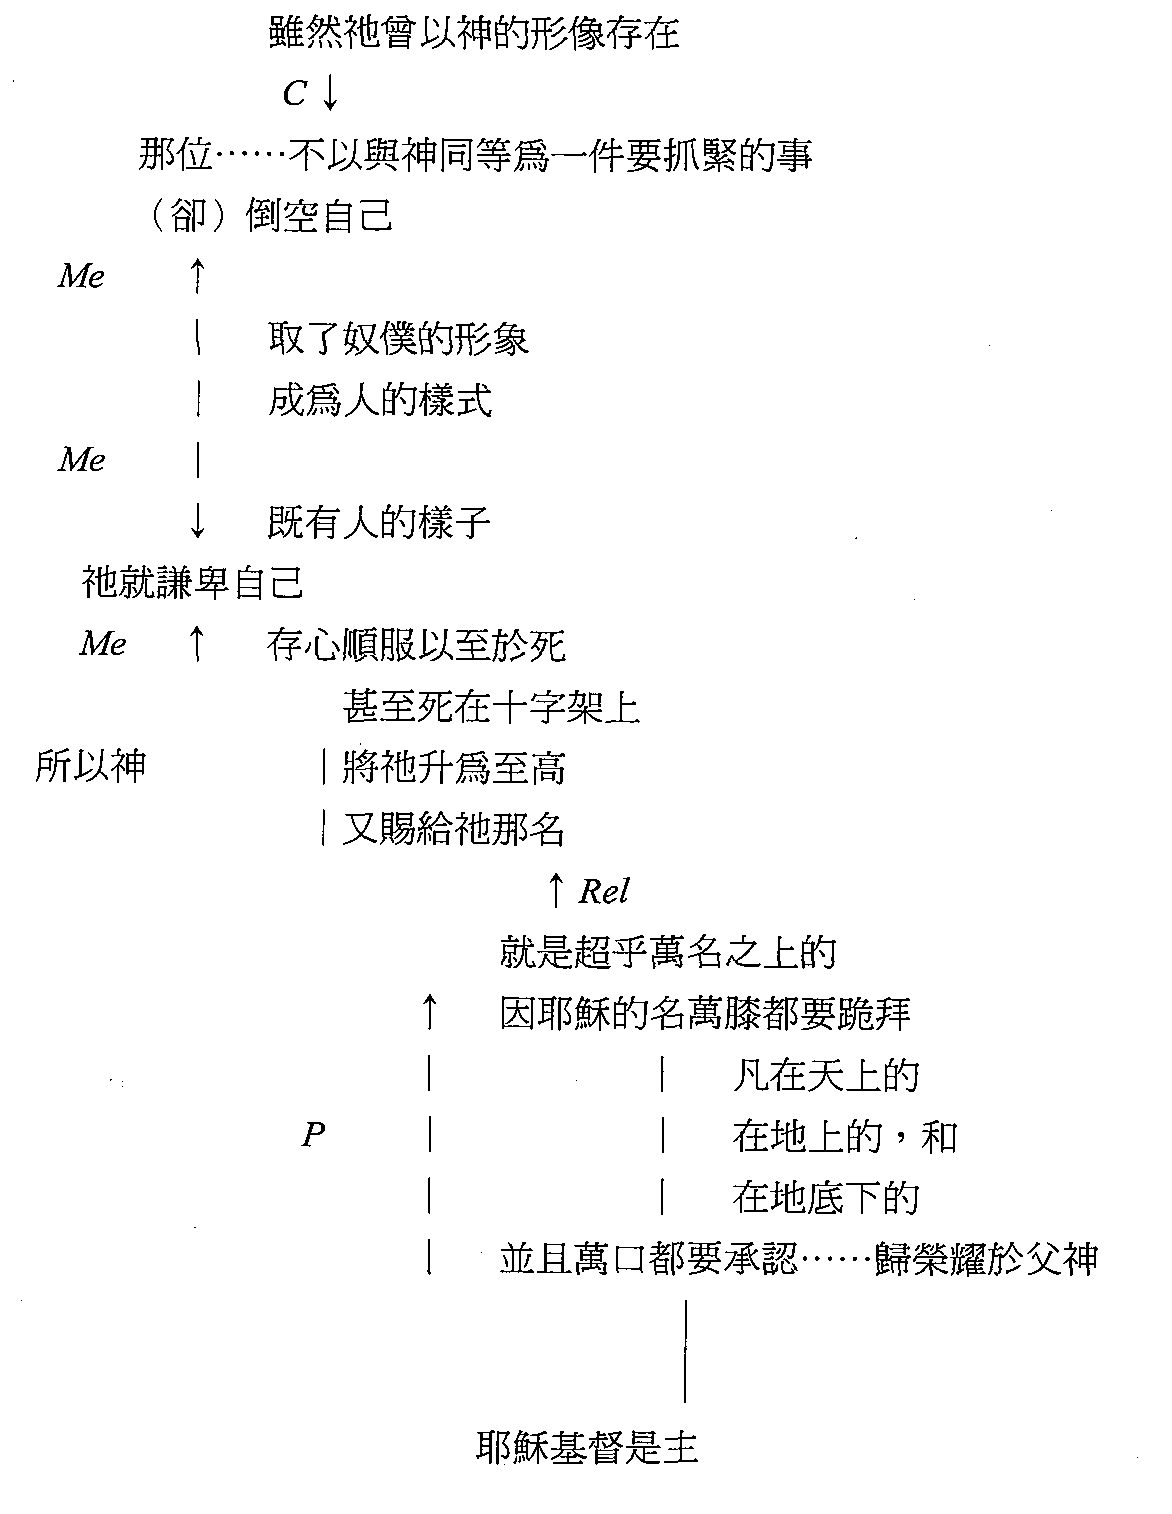 雖然祂曾以神的形像存在
C ↓
那位……不以與神同等爲一件要抓緊的事
（卻）倒空自己
Me ↑
| 取了奴僕的形象
| 成爲人的樣式
Me |
↓ 既有人的樣子
祂就謙卑自己
Me ↑ 存心順服以至於死
甚至死在十字架上
所以神 | 將祂升爲至高
| 又賜給祂那名
↑ Rel
就是超乎萬名之上的
↑ 因耶穌的名萬膝都要跪拜
| | 凡在天上的
P | | 在地上的，和
| | 在地底下的
| 並且萬口都要承認……歸榮耀於父神
|
耶穌基督是主